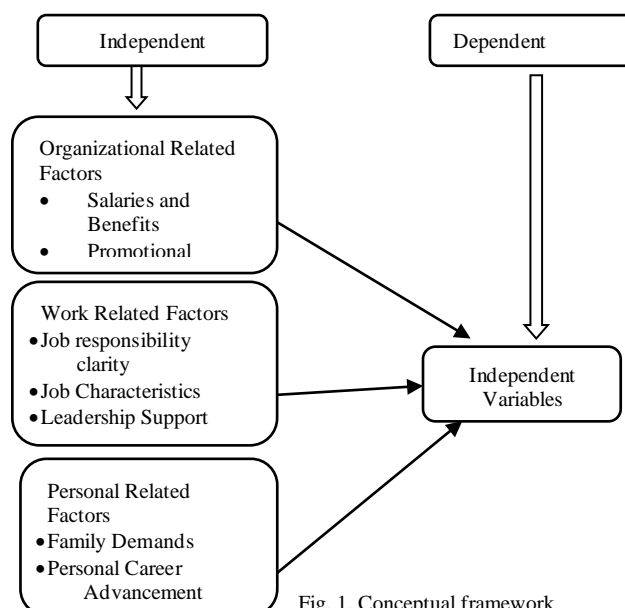 Independent
Dependent
Organizational Related
Factors
• Salaries and
Benefits
• Promotional
Work Related Factors
•Job responsibility
clarity
•Job Characteristics
•Leadership Support
Independent
Variables
Personal Related
Factors
•Family Demands
•Personal Career
Advancement
Fig. 1. Conceptual framework